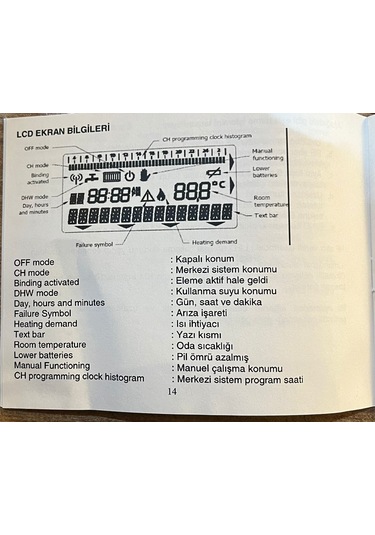 LCD EKRAN BİLGİLERİ
CH programming clock histogram
OFF mode
Manual
functioning
CH mode
Lower
batteries
Binding
activated
DHW mode
Day, hours
and minutes
°C
Room
temperature
Text bar
Failure symbol
Heating demand
OFF mode : Kapalı konum
CH mode : Merkezi sistem konumu
Binding activated : Eleme aktif hale geldi
DHW mode : Kullanma suyu konumu
Day, hours and minutes : Gün, saat ve dakika
Failure Symbol : Arıza işareti
Heating demand : Isı ihtiyacı
Text bar : Yazı kısmı
Room temperature : Oda sıcaklığı
Lower batteries : Pil ömrü azalmış
Manual Functioning : Manuel çalışma konumu
CH programming clock histogram : Merkezi sistem program saati
14